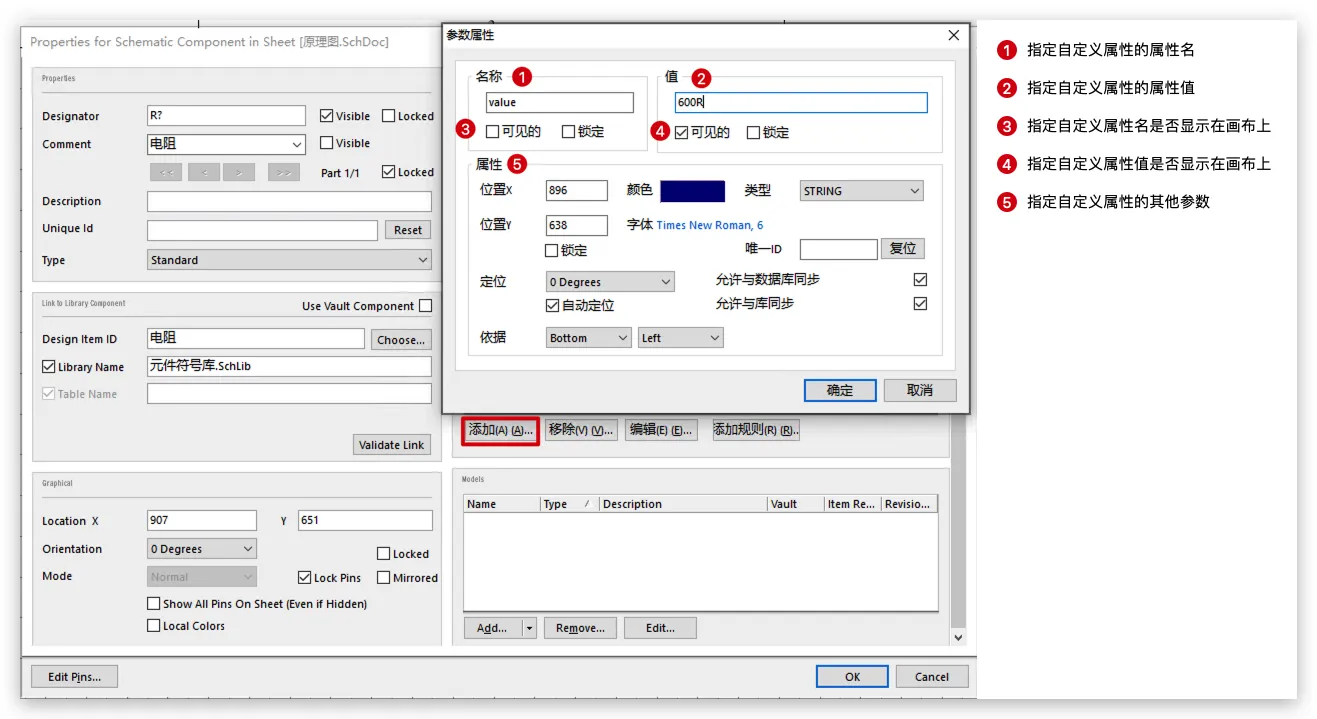 Properties for Schematic Component in Sheet [原理图.SchDoc]
Properties
Designator
R?
Visible
Locked
Comment
电阻
Visible
<<
<
>
>>
Part 1/1
Locked
Description
Unique Id
Reset
Type
Standard
Link to Library Component
Use Vault Component
Design Item ID
电阻
Choose...
Library Name
元件符号库.SchLib
Table Name
Validate Link
Graphical
Location X
907
Y
651
Orientation
0 Degrees
Locked
Mode
Normal
Lock Pins
Mirrored
Show All Pins On Sheet (Even if Hidden)
Local Colors
Edit Pins...
参数属性
名称 1
value
3
可见的
锁定
值 2
600R
4
可见的
锁定
属性 5
位置X
896
颜色
类型
STRING
位置Y
638
字体 Times New Roman, 6
锁定
唯一ID
复位
定位
0 Degrees
允许与数据库同步
自动定位
允许与库同步
依据
Bottom
Left
确定
取消
添加(A) (A)...
移除(V) (V)...
编辑(E) (E)...
添加规则(R) (R)..
Models
Name
Type
/
Description
Vault
Item Re...
Revisio...
Add...
Remove...
Edit...
OK
Cancel
1 指定自定义属性的属性名
2 指定自定义属性的属性值
3 指定自定义属性名是否显示在画布上
4 指定自定义属性值是否显示在画布上
5 指定自定义属性的其他参数